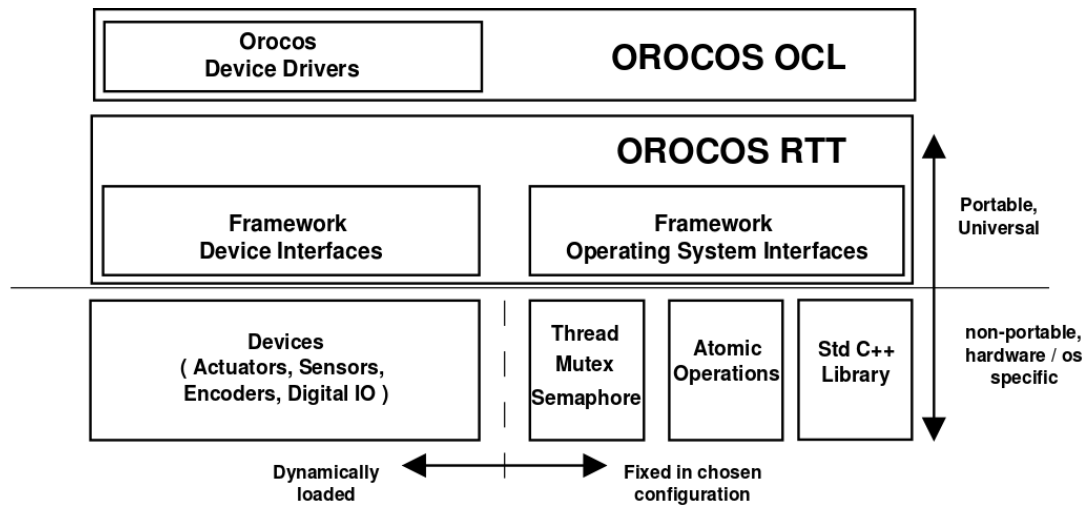 Orocos
Device Drivers
OROCOS OCL
OROCOS RTT
Framework
Device Interfaces
Framework
Operating System Interfaces
Portable,
Universal
Devices
( Actuators, Sensors,
Encoders, Digital IO )
Thread
Mutex
Semaphore
Atomic
Operations
Std C++
Library
non-portable,
hardware / os
specific
Dynamically
loaded
Fixed in chosen
configuration